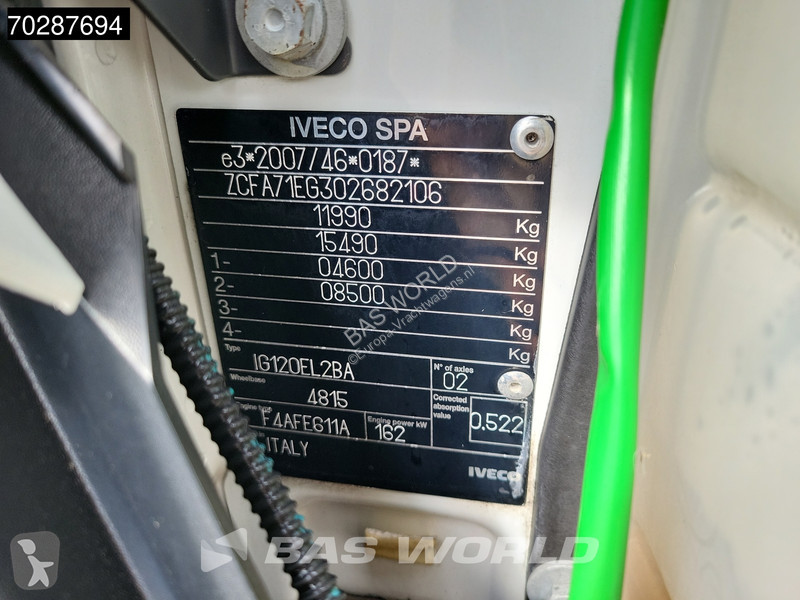 70287694
IVECO SPA
e3*2007/46*0187*
ZCFA71EG302682106
11990 Kg
15490 Kg
1- 04600 Kg
2- 08500 Kg
3- Kg
4- Kg
Type IG120EL2BA N° of axles 02
Wheelbase 4815 Corrected absorption value 0.522
Engine type F4AFE611A Engine power kW 162
ITALY IVECO
BAS WORLD
©Europa-Vrachtwagens.nl
BAS WORLD